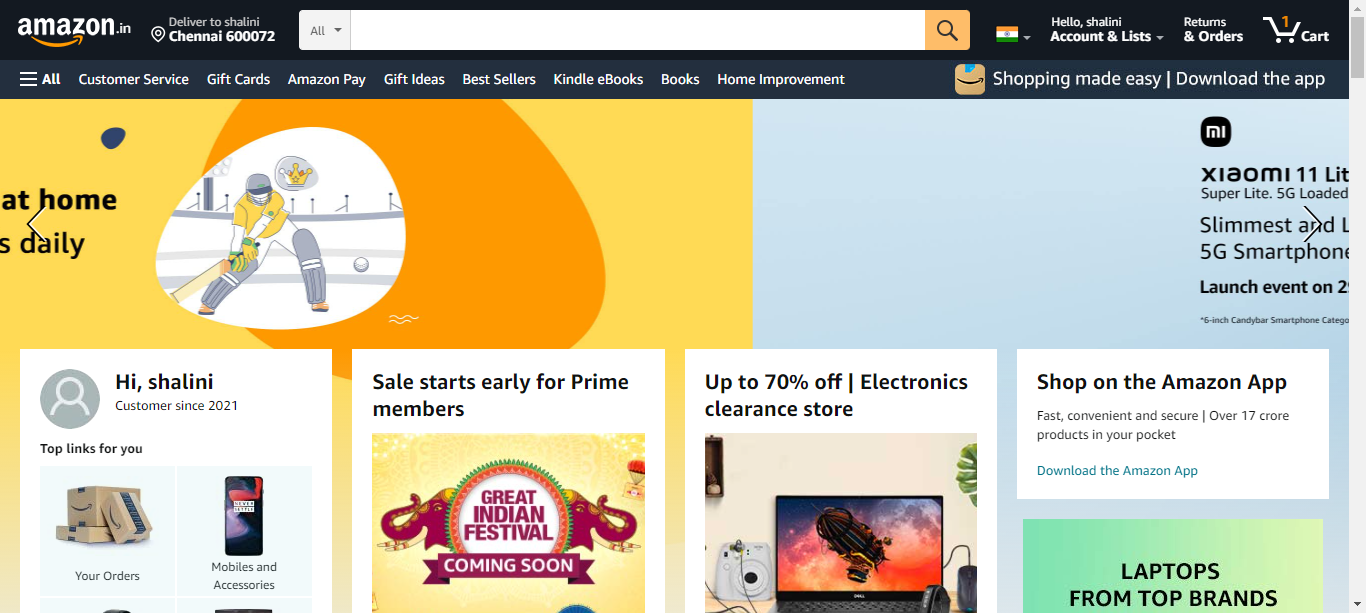 amazon.in
Deliver to shalini
Chennai 600072
All
Hello, shalini
Account & Lists
Returns
& Orders
1
Cart
All
Customer Service
Gift Cards
Amazon Pay
Gift Ideas
Best Sellers
Kindle eBooks
Books
Home Improvement
Shopping made easy | Download the app
at home
s daily
mi
xiaomi 11 Lit
Super Lite. 5G Loaded
Slimmest and L
5G Smartphone
Launch event on 2
*6-inch Candybar Smartphone Catego
Hi, shalini
Customer since 2021
Top links for you
Your Orders
Mobiles and
Accessories
Sale starts early for Prime
members
GREAT
INDIAN
FESTIVAL
COMING SOON
Up to 70% off | Electronics
clearance store
DELL
Shop on the Amazon App
Fast, convenient and secure | Over 17 crore
products in your pocket
Download the Amazon App
LAPTOPS
FROM TOP BRANDS